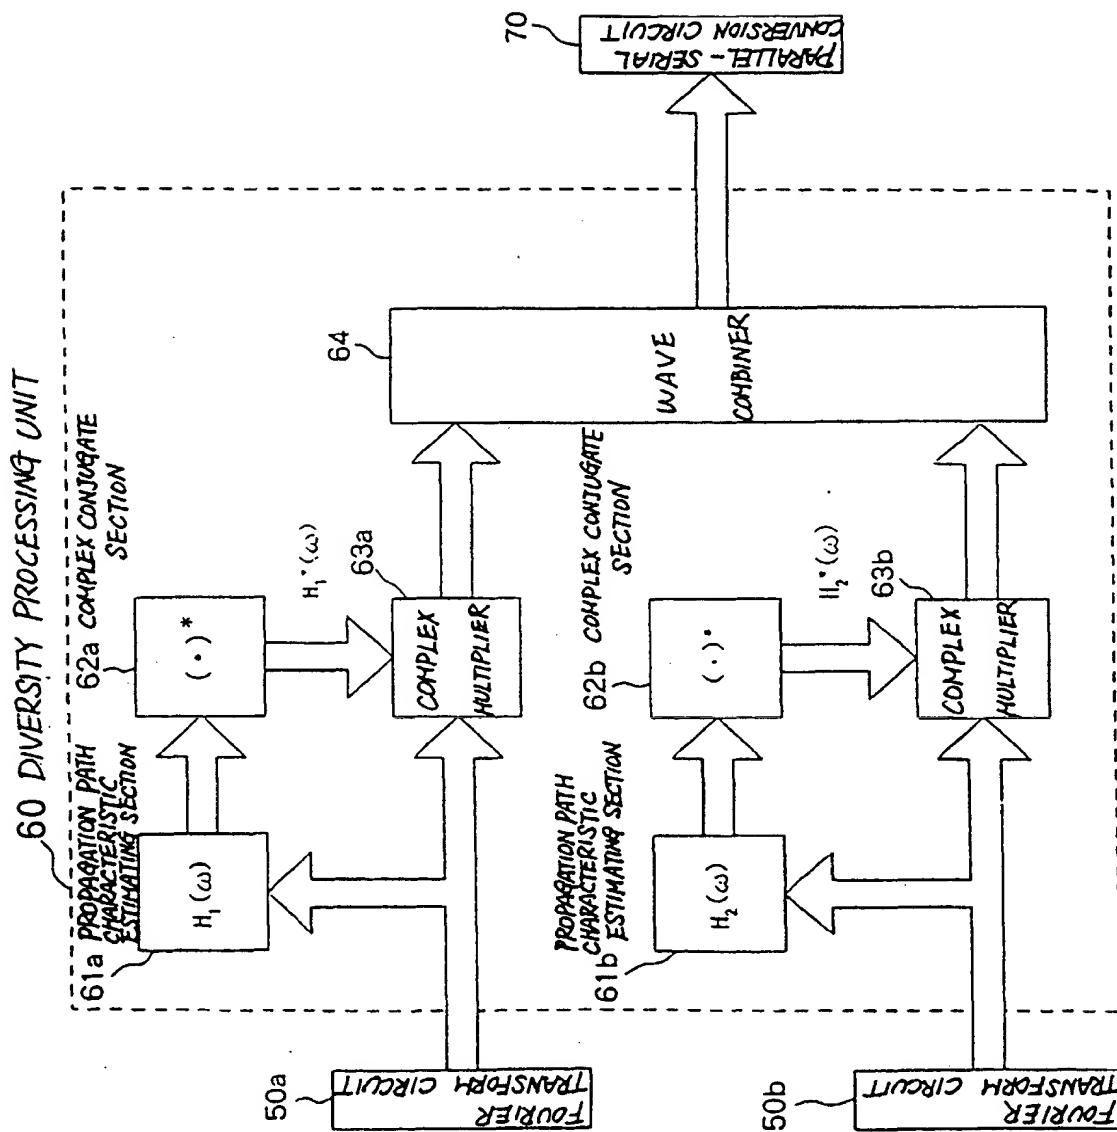 60 DIVERSITY PROCESSING UNIT
61a PROPAGATION PATH
CHARACTERISTIC
ESTIMATING SECTION
H₁(ω)
62a COMPLEX CONJUGATE
SECTION
(·)*
H₁*(ω)
63a
COMPLEX
MULTIPLIER
50a
FOURIER
TRANSFORM CIRCUIT
64
WAVE
COMBINER
70
PARALLEL-SERIAL
CONVERSION CIRCUIT
PROPAGATION PATH
CHARACTERISTIC
61b ESTIMATING SECTION
H₂(ω)
62b COMPLEX CONJUGATE
SECTION
(·)*
H₂*(ω)
63b
COMPLEX
MULTIPLIER
50b
FOURIER
TRANSFORM CIRCUIT